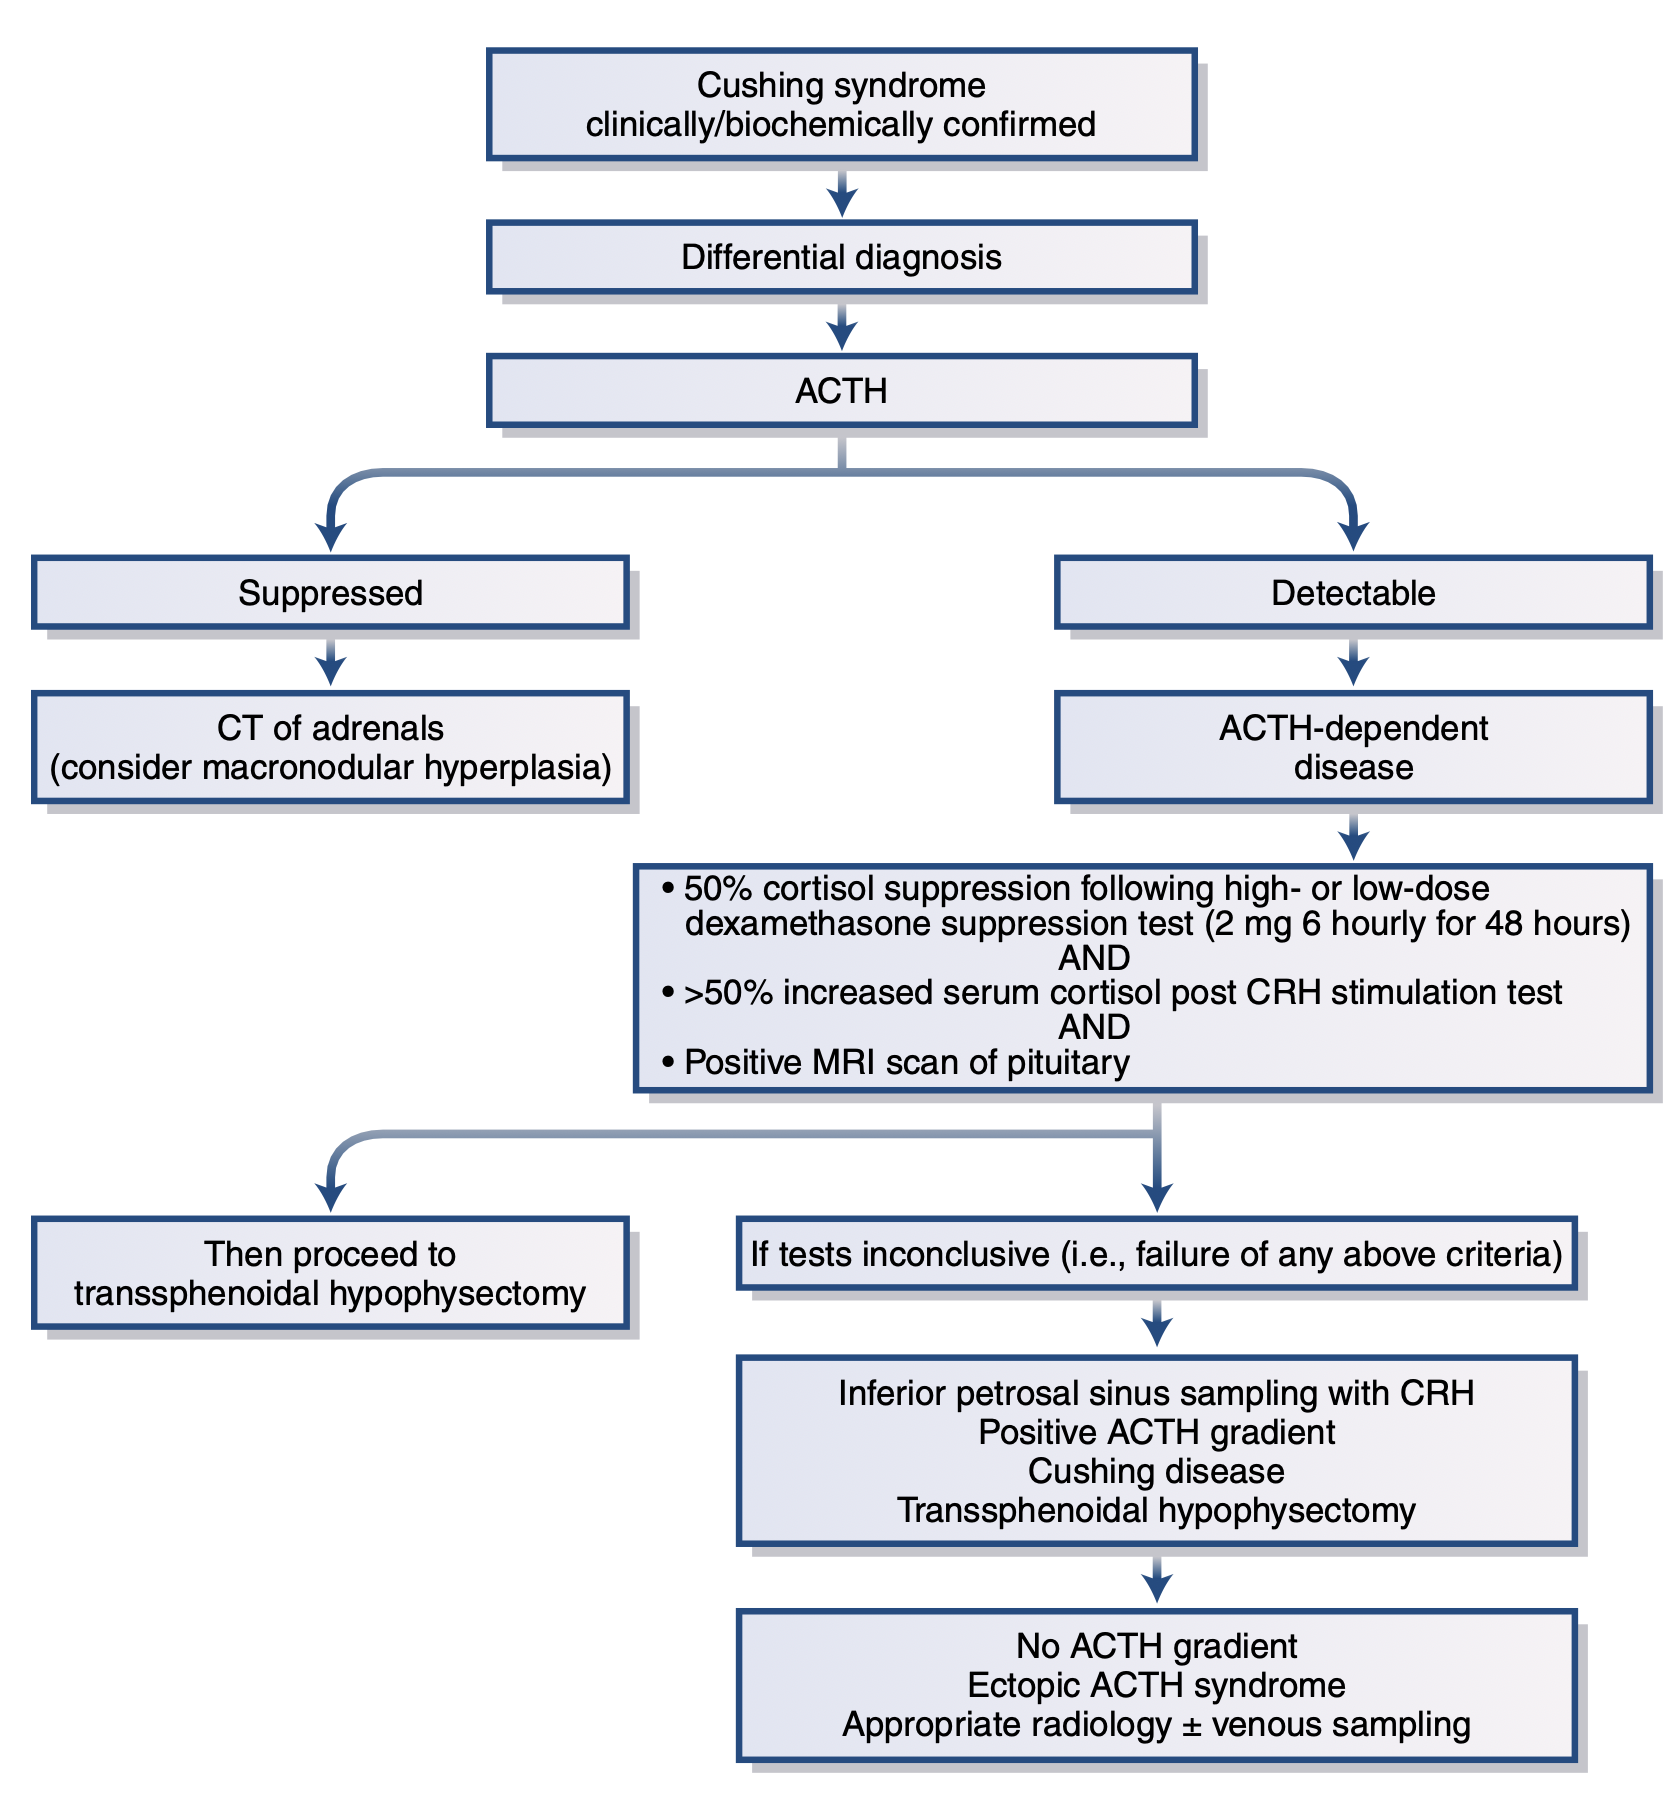 Cushing syndrome
clinically/biochemically confirmed
Differential diagnosis
ACTH
Suppressed
Detectable
CT of adrenals
(consider macronodular hyperplasia)
ACTH-dependent
disease
• 50% cortisol suppression following high- or low-dose
dexamethasone suppression test (2 mg 6 hourly for 48 hours)
AND
• >50% increased serum cortisol post CRH stimulation test
AND
• Positive MRI scan of pituitary
Then proceed to
transsphenoidal hypophysectomy
If tests inconclusive (i.e., failure of any above criteria)
Inferior petrosal sinus sampling with CRH
Positive ACTH gradient
Cushing disease
Transsphenoidal hypophysectomy
No ACTH gradient
Ectopic ACTH syndrome
Appropriate radiology ± venous sampling